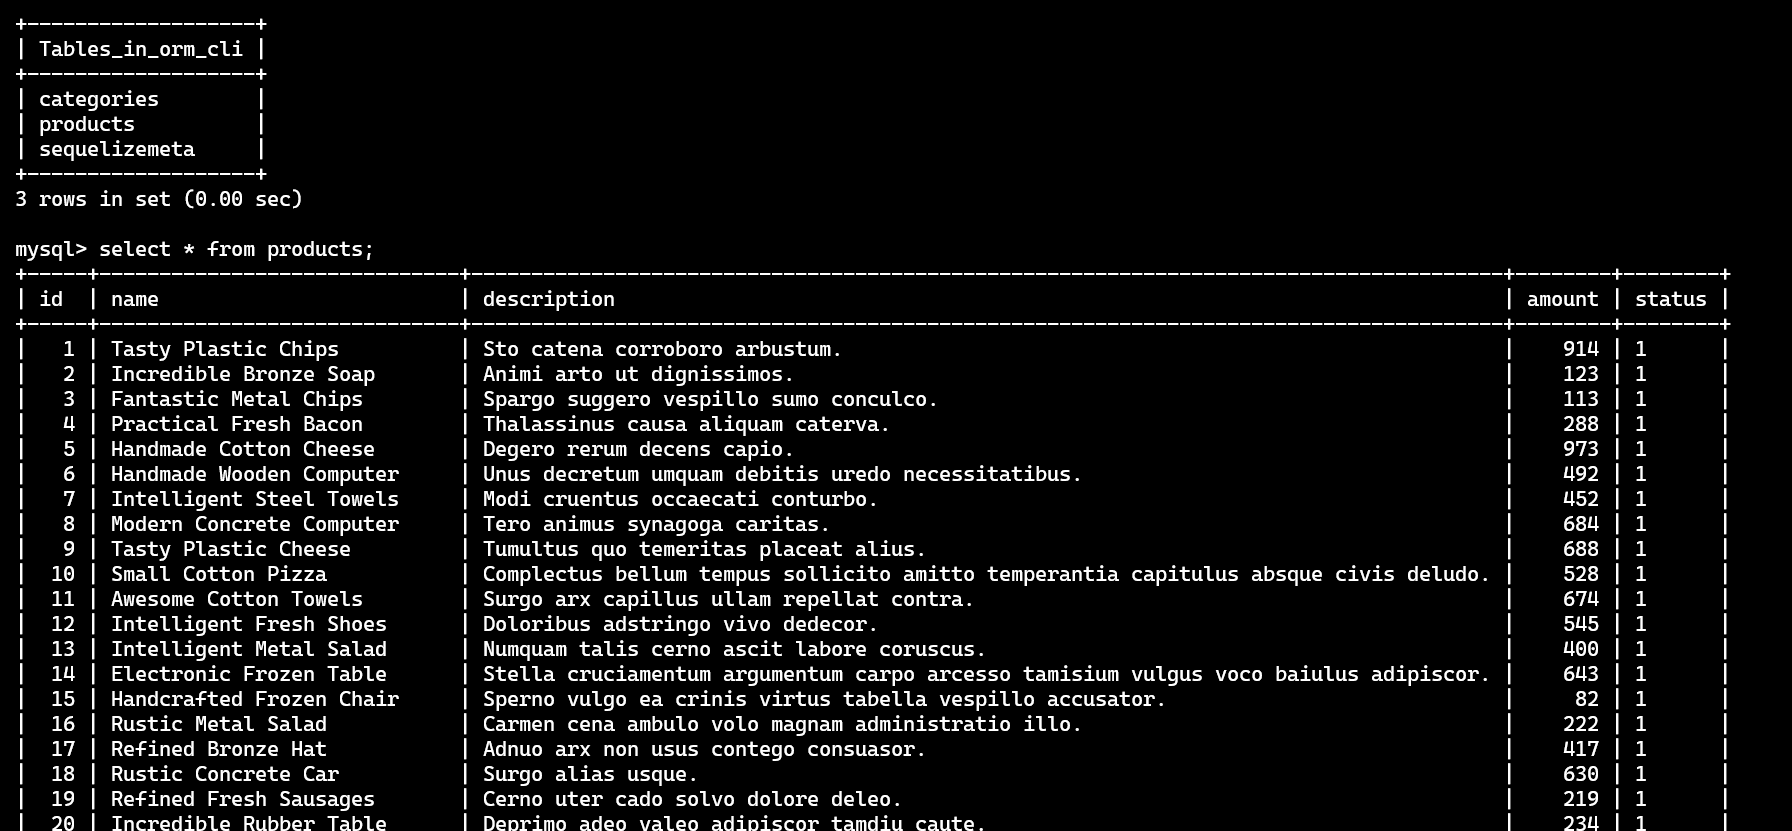 +-------------------+
| Tables_in_orm_cli |
+-------------------+
| categories        |
| products          |
| sequelizemeta     |
+-------------------+
3 rows in set (0.00 sec)

mysql> select * from products;
+-----+------------------------------+--------------------------------------------------------------------------------------+--------+--------+
| id  | name                         | description                                                                          | amount | status |
+-----+------------------------------+--------------------------------------------------------------------------------------+--------+--------+
|   1 | Tasty Plastic Chips          | Sto catena corroboro arbustum.                                                       |    914 | 1      |
|   2 | Incredible Bronze Soap       | Animi arto ut dignissimos.                                                           |    123 | 1      |
|   3 | Fantastic Metal Chips        | Spargo suggero vespillo sumo conculco.                                               |    113 | 1      |
|   4 | Practical Fresh Bacon        | Thalassinus causa aliquam caterva.                                                   |    288 | 1      |
|   5 | Handmade Cotton Cheese       | Degero rerum decens capio.                                                           |    973 | 1      |
|   6 | Handmade Wooden Computer     | Unus decretum umquam debitis uredo necessitatibus.                                   |    492 | 1      |
|   7 | Intelligent Steel Towels     | Modi cruentus occaecati conturbo.                                                    |    452 | 1      |
|   8 | Modern Concrete Computer     | Tero animus synagoga caritas.                                                        |    684 | 1      |
|   9 | Tasty Plastic Cheese         | Tumultus quo temeritas placeat alius.                                                |    688 | 1      |
|  10 | Small Cotton Pizza           | Complectus bellum tempus sollicito amitto temperantia capitulus absque civis deludo. |    528 | 1      |
|  11 | Awesome Cotton Towels        | Surgo arx capillus ullam repellat contra.                                            |    674 | 1      |
|  12 | Intelligent Fresh Shoes      | Doloribus adstringo vivo dedecor.                                                    |    545 | 1      |
|  13 | Intelligent Metal Salad      | Numquam talis cerno ascit labore coruscus.                                           |    400 | 1      |
|  14 | Electronic Frozen Table      | Stella cruciamentum argumentum carpo arcesso tamisium vulgus voco baiulus adipiscor. |    643 | 1      |
|  15 | Handcrafted Frozen Chair     | Sperno vulgo ea crinis virtus tabella vespillo accusator.                            |     82 | 1      |
|  16 | Rustic Metal Salad           | Carmen cena ambulo volo magnam administratio illo.                                   |    222 | 1      |
|  17 | Refined Bronze Hat           | Adnuo arx non usus contego consuasor.                                                |    417 | 1      |
|  18 | Rustic Concrete Car          | Surgo alias usque.                                                                   |    630 | 1      |
|  19 | Refined Fresh Sausages       | Cerno uter cado solvo dolore deleo.                                                  |    219 | 1      |
|  20 | Incredible Rubber Table      | Deprimo adeo valeo adipiscor tamdiu caute.                                           |    234 | 1      |